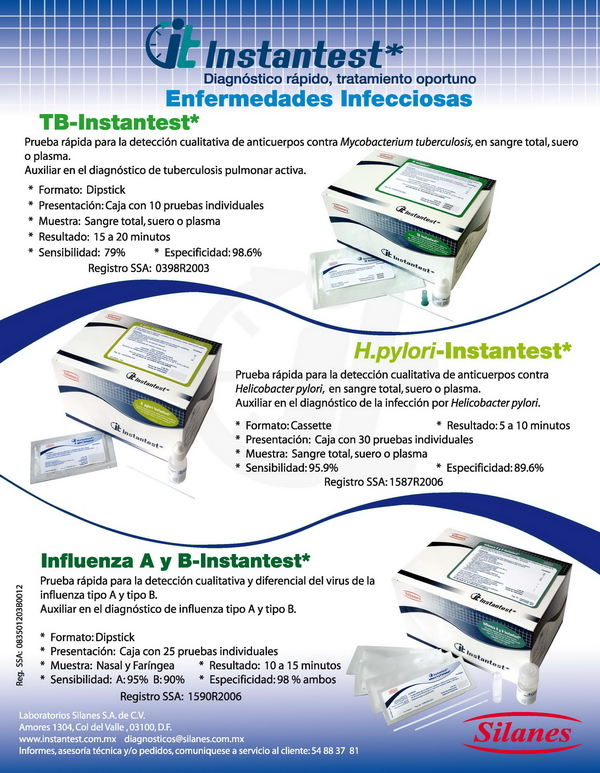 it Instantest*
Diagnóstico rápido, tratamiento oportuno
Enfermedades Infecciosas
TB-Instantest*
Prueba rápida para la detección cualitativa de anticuerpos contra Mycobacterium tuberculosis, en sangre total, suero
o plasma.
Auxiliar en el diagnóstico de tuberculosis pulmonar activa.
* Formato: Dipstick
* Presentación: Caja con 10 pruebas individuales
* Muestra: Sangre total, suero o plasma
* Resultado: 15 a 20 minutos
* Sensibilidad: 79% * Especificidad: 98.6%
Registro SSA: 0398R2003
it Instantest
H.pylori-Instantest*
Prueba rápida para la detección cualitativa de anticuerpos contra
Helicobacter pylori, en sangre total, suero o plasma.
Auxiliar en el diagnóstico de la infección por Helicobacter pylori.
* Formato: Cassette * Resultado: 5 a 10 minutos
* Presentación: Caja con 30 pruebas individuales
* Muestra: Sangre total, suero o plasma
* Sensibilidad: 95.9% * Especificidad: 89.6%
Registro SSA: 1587R2006
it Instantest
Influenza A y B-Instantest*
Prueba rápida para la detección cualitativa y diferencial del virus de la
influenza tipo A y tipo B.
Auxiliar en el diagnóstico de influenza tipo A y tipo B.
* Formato: Dipstick
* Presentación: Caja con 25 pruebas individuales
* Muestra: Nasal y Faríngea * Resultado: 10 a 15 minutos
* Sensibilidad: A: 95% B: 90% * Especificidad: 98 % ambos
Registro SSA: 1590R2006
it Instantest
Reg. SSA: 083501203B0012
Laboratorios Silanes S.A. de C.V.
Amores 1304, Col del Valle , 03100, D.F.
www.instantest.com.mx diagnosticos@silanes.com.mx
Informes, asesoría técnica y/o pedidos, comuniquese a servicio al cliente: 54 88 37 81
Silanes